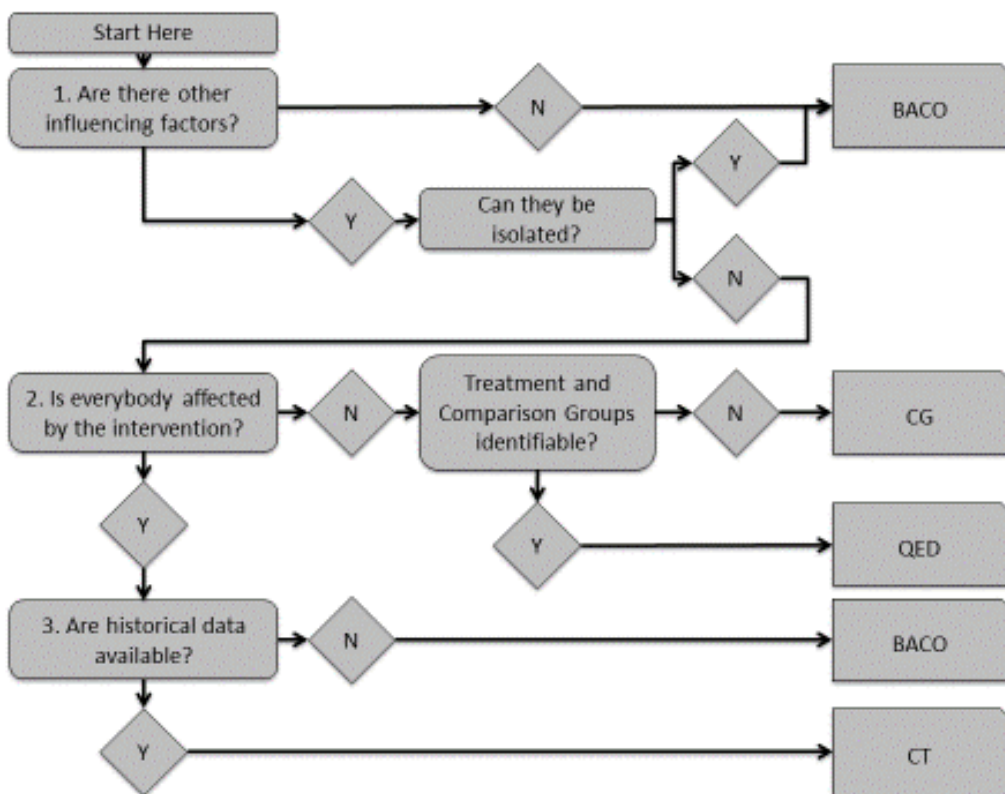 Start Here
1. Are there other
influencing factors?
N
BACO
Y
Y
Can they be
isolated?
N
2. Is everybody affected
by the intervention?
N
Treatment and
Comparison Groups
identifiable?
N
CG
Y
Y
QED
3. Are historical data
available?
N
BACO
Y
CT